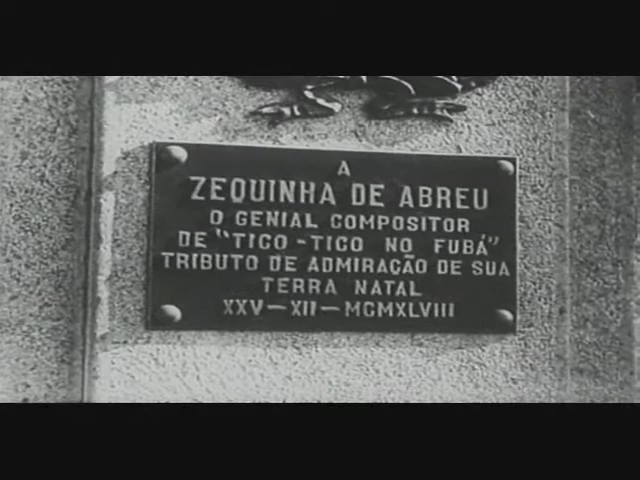 A
ZEQUINHA DE ABREU
O GENIAL COMPOSITOR
DE "TICO-TICO NO FUBÁ"
TRIBUTO DE ADMIRAÇÃO DE SUA
TERRA NATAL
XXV-XII-MCMXLVIII